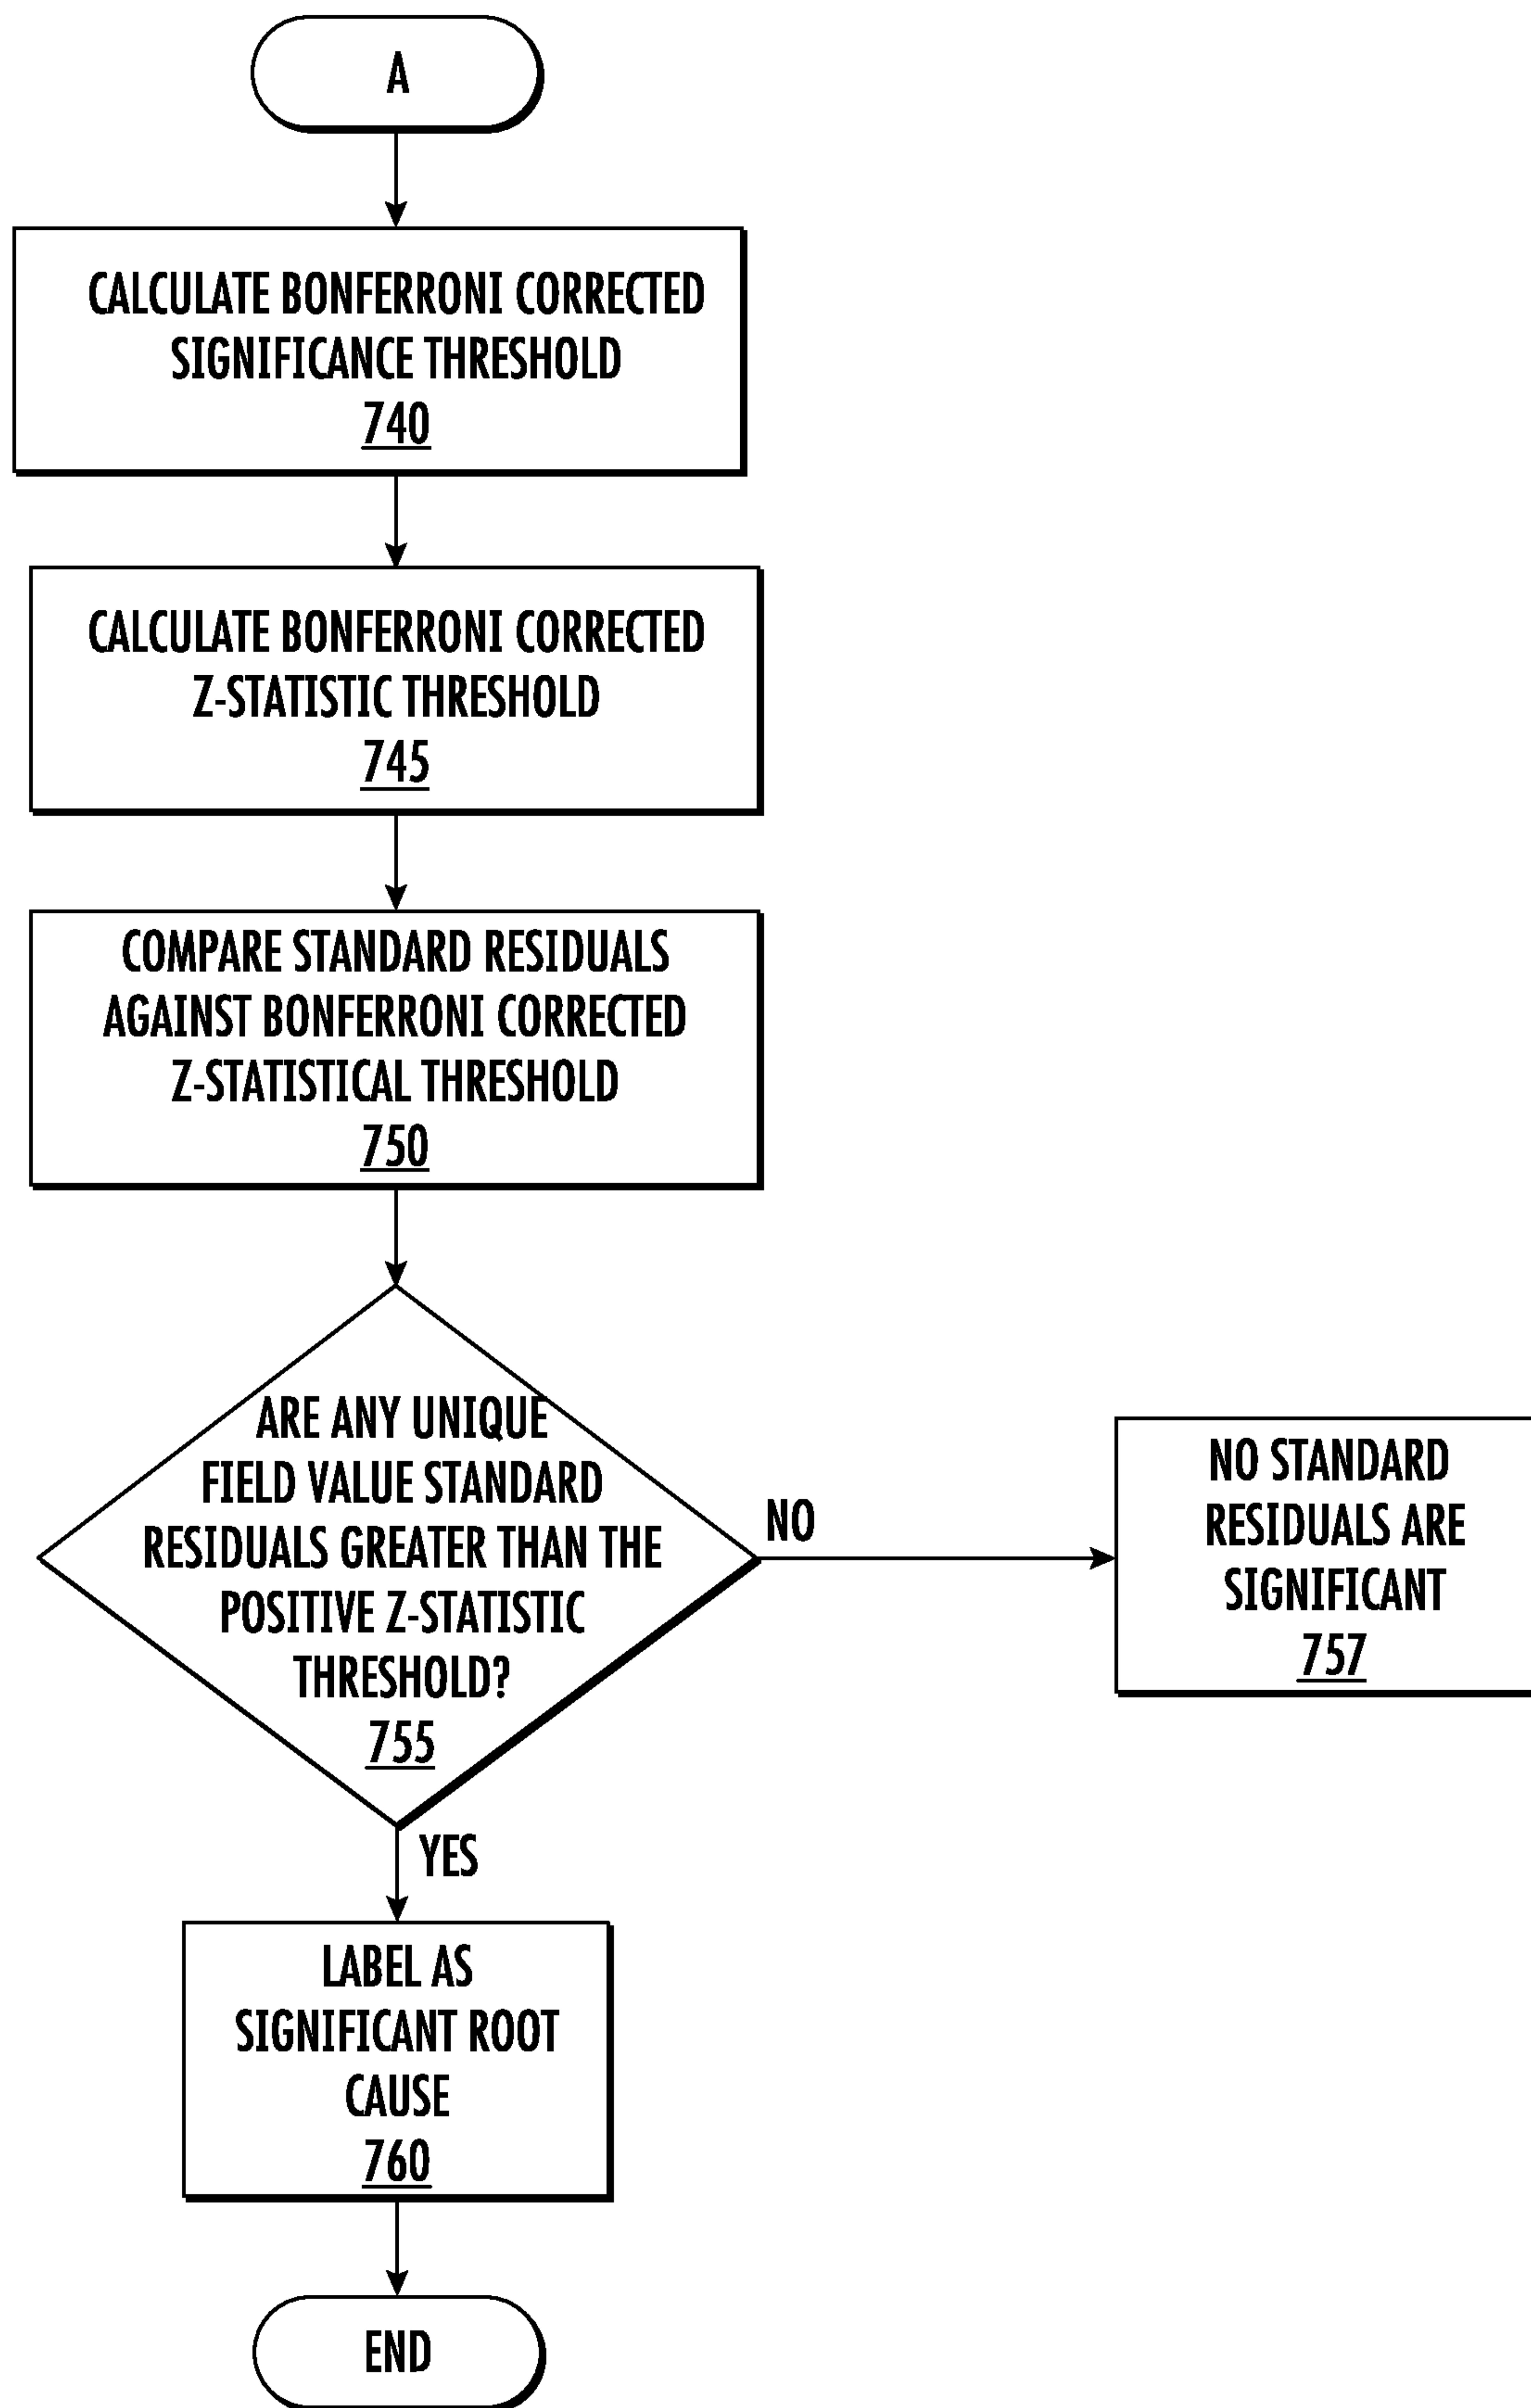 A
CALCULATE BONFERRONI CORRECTED
SIGNIFICANCE THRESHOLD
740
CALCULATE BONFERRONI CORRECTED
Z-STATISTIC THRESHOLD
745
COMPARE STANDARD RESIDUALS
AGAINST BONFERRONI CORRECTED
Z-STATISTICAL THRESHOLD
750
ARE ANY UNIQUE
FIELD VALUE STANDARD
RESIDUALS GREATER THAN THE
POSITIVE Z-STATISTIC
THRESHOLD?
755
NO
NO STANDARD
RESIDUALS ARE
SIGNIFICANT
757
YES
LABEL AS
SIGNIFICANT ROOT
CAUSE
760
END